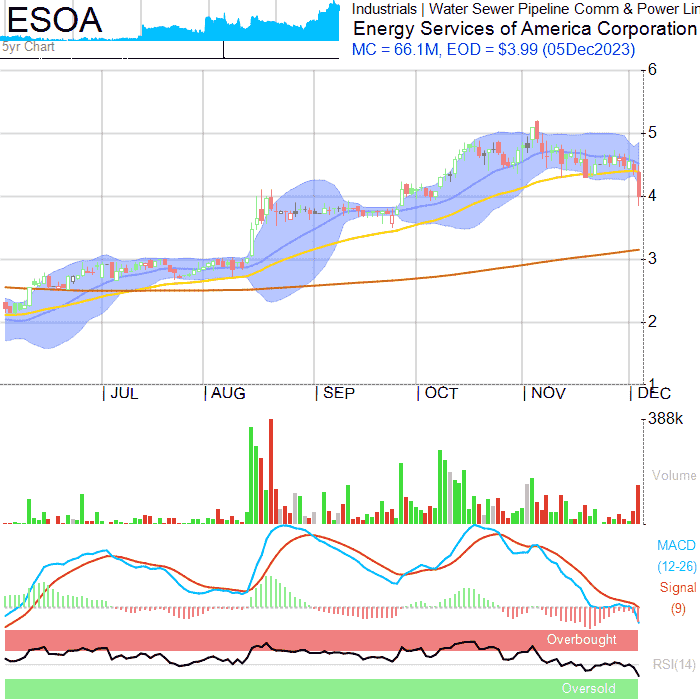 ESOA
5yr Chart
Industrials | Water Sewer Pipeline Comm & Power Lin
Energy Services of America Corporation
MC = 66.1M, EOD = $3.99 (05Dec2023)
6
5
4
3
2
1
JUL AUG SEP OCT NOV DEC
388k
Volume
MACD
(12-26)
Signal
(9)
Overbought
RSI(14)
Oversold